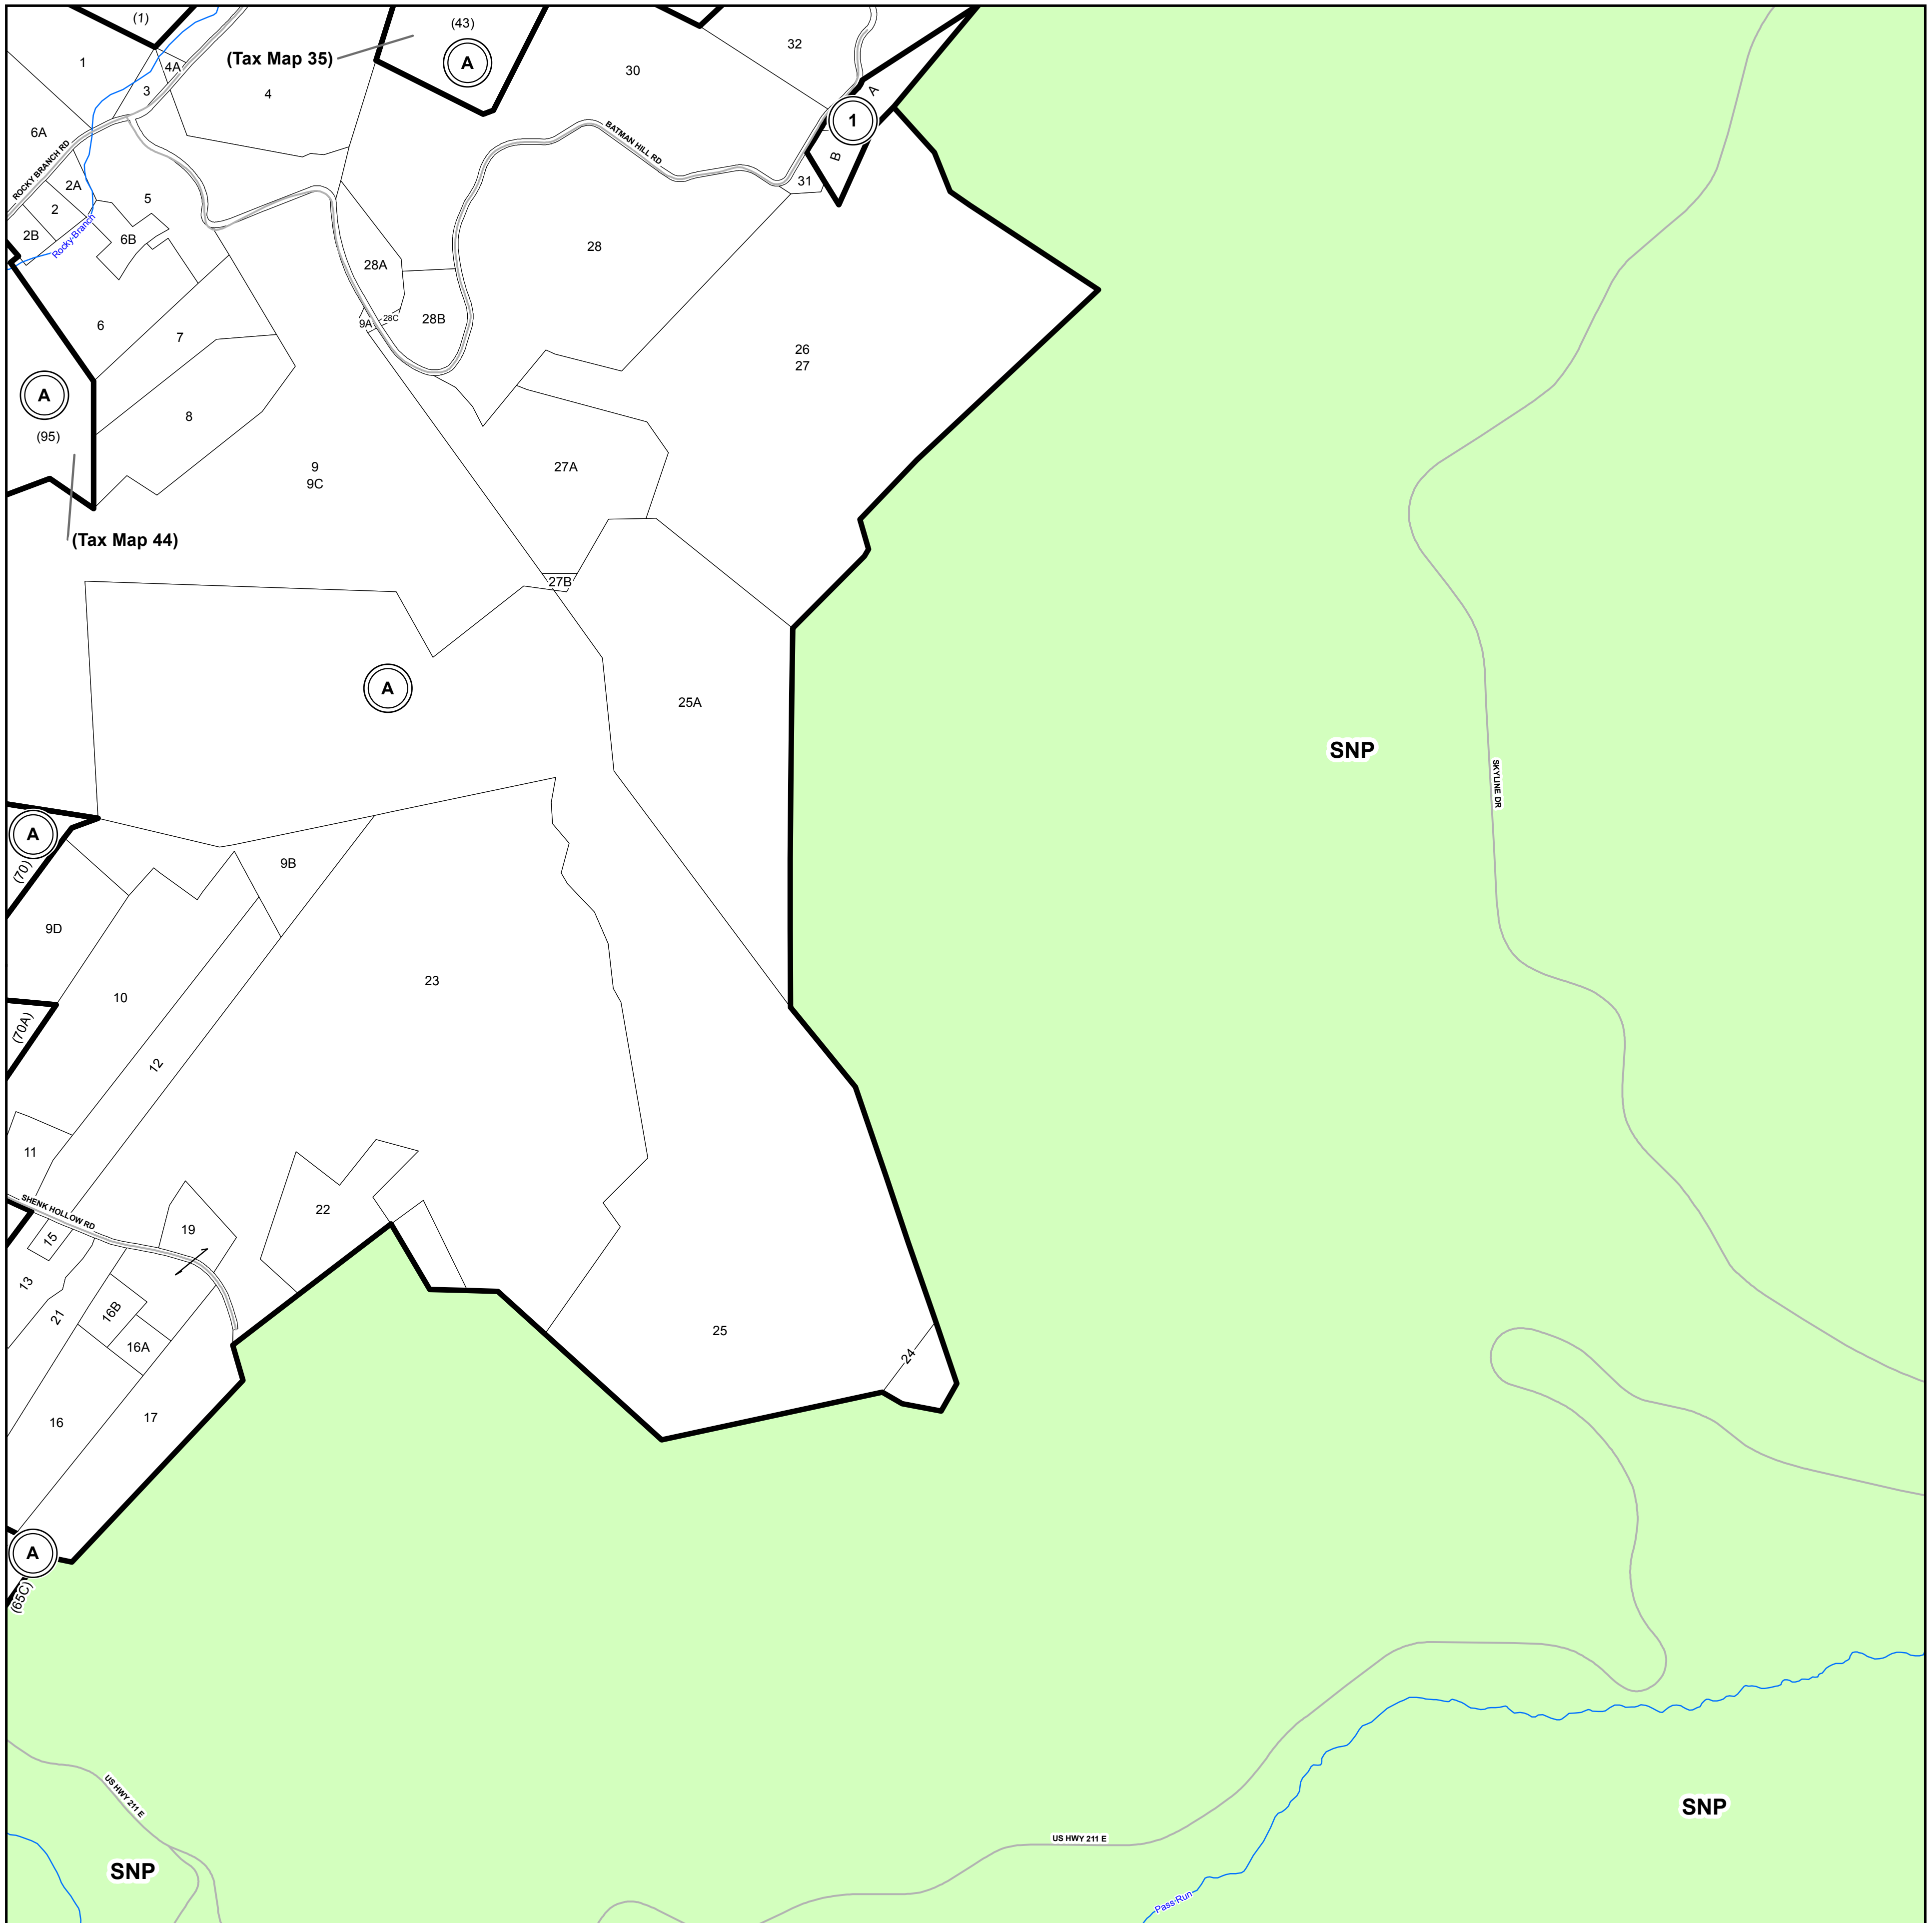 (1)
(43)
A
(Tax Map 35)
1
4A
3
4
30
32
A
1
B
6A
ROCKY BRANCH RD
BATMAN HILL RD
2A
2
2B
5
6B
Rocky Branch
31
28
28A
28B
28C
9A
6
7
8
26
27
A
(95)
9
9C
27A
(Tax Map 44)
27B
A
25A
SNP
SKYLINE DR
A
(70)
9B
9D
10
23
(70A)
12
11
SHENK HOLLOW RD
22
19
15
13
21
16B
16A
25
24
16
17
A
(65C)
US HWY 211 E
SNP
US HWY 211 E
SNP
Pass Run